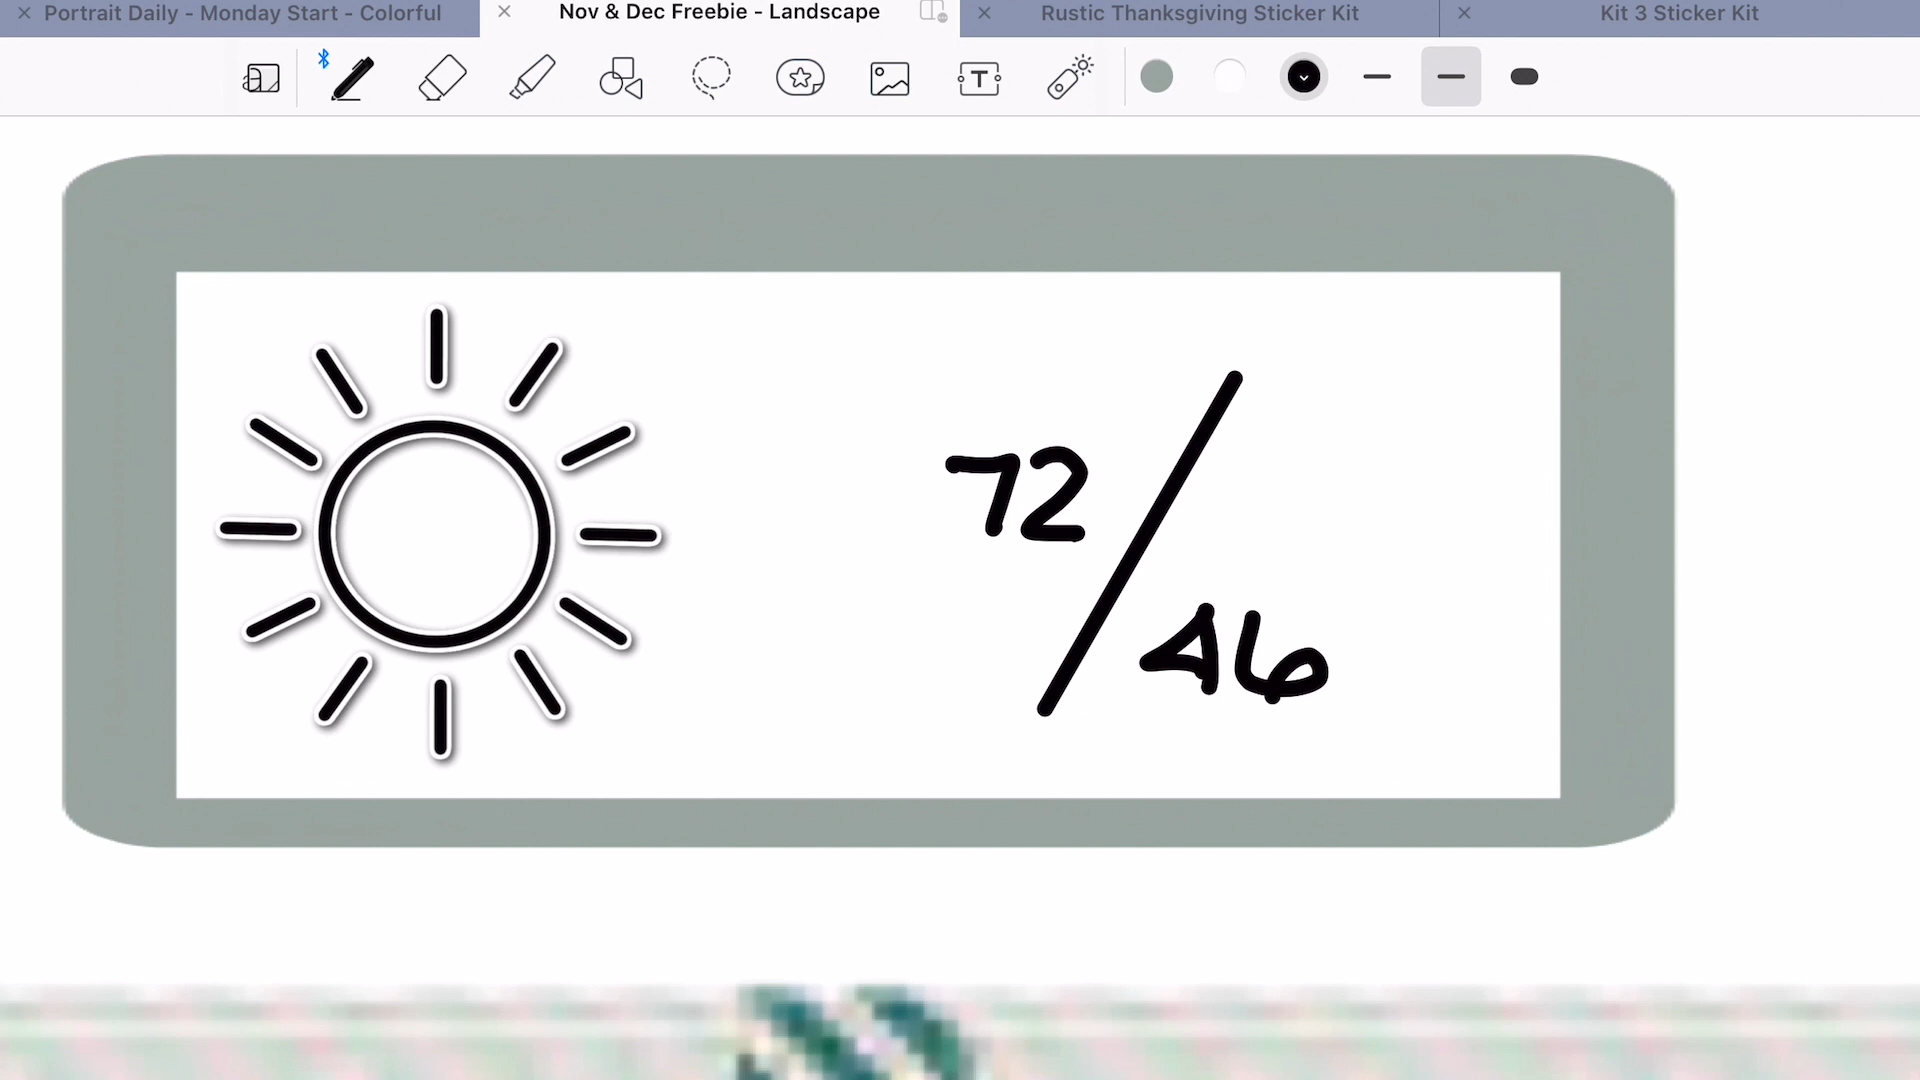 Portrait Daily - Monday Start - Colorful
Nov & Dec Freebie - Landscape
Rustic Thanksgiving Sticker Kit
Kit 3 Sticker Kit
72/46